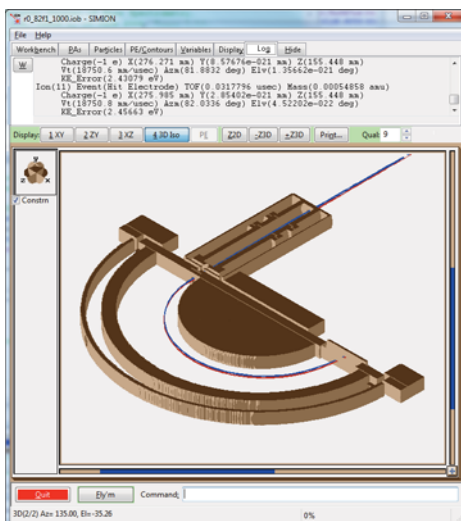 r0_82f1_1000.iob - SIMION
File Help
Workbench PAs Particles PE/Contours Variables Display Log Hide
W
Charge(-1 e) X(276.271 mm) Y(8.57676e-021 mm) Z(155.448 mm)
Vt(18750.6 mm/usec) Azm(81.8832 deg) Elv(1.35662e-021 deg)
KE_Error(2.43079 eV)
Ion(11) Event(Hit Electrode) TOF(0.0317796 usec) Mass(0.00054858 amu)
Charge(-1 e) X(275.985 mm) Y(2.85402e-021 mm) Z(155.448 mm)
Vt(18750.8 mm/usec) Azm(82.0336 deg) Elv(4.52202e-022 deg)
KE_Error(2.45663 eV)
Display: 1 XY 2 ZY 3 XZ 4 3D Iso PE Z2D -Z3D +Z3D Print... Qual: 9
Constrn
Quit Fly'm Command:
3D(2/2) Az= 135.00, El=-35.26 0%